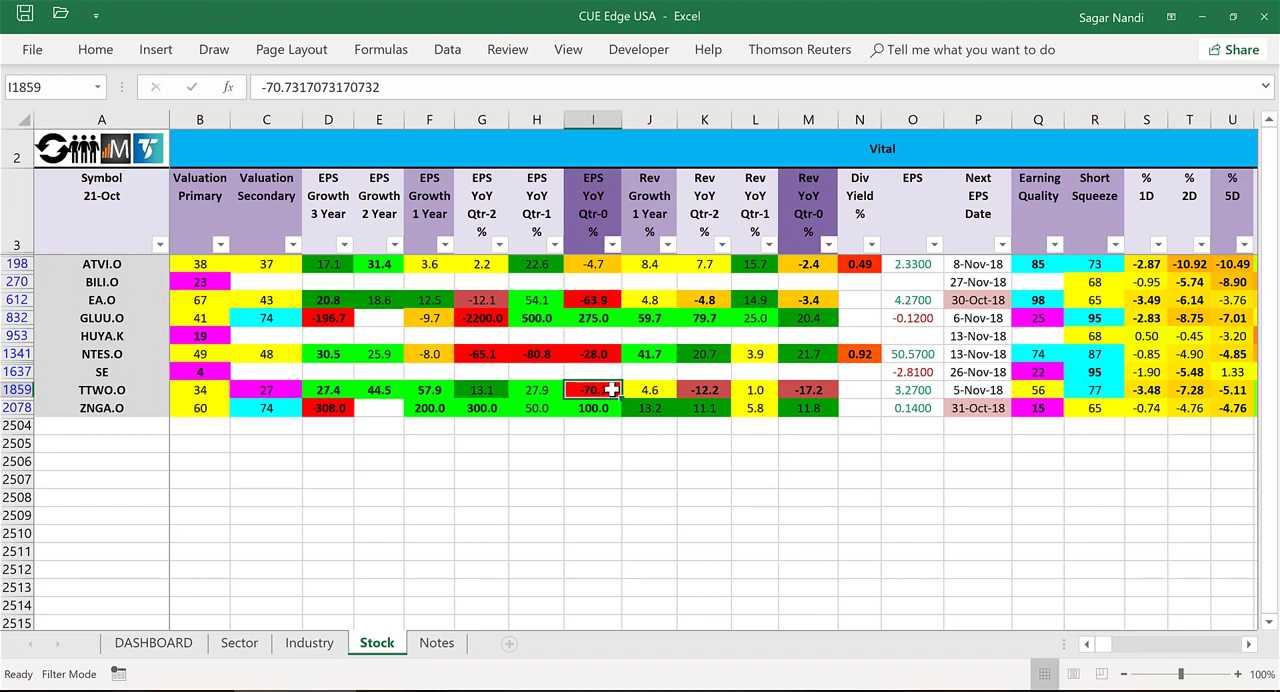 CUE Edge USA - Excel
Sagar Nandi
File Home Insert Draw Page Layout Formulas Data Review View Developer Help Thomson Reuters Tell me what you want to do Share
I1859 fx -70.7317073170732
A B C D E F G H I J K L M N O P Q R S T U
2 M T Vital
3 Symbol 21-Oct Valuation Primary Valuation Secondary EPS Growth 3 Year EPS Growth 2 Year EPS Growth 1 Year EPS YoY Qtr-2 % EPS YoY Qtr-1 % EPS YoY Qtr-0 % Rev Growth 1 Year Rev YoY Qtr-2 % Rev YoY Qtr-1 % Rev YoY Qtr-0 % Div Yield % EPS Next EPS Date Earning Quality Short Squeeze % 1D % 2D % 5D
198 ATVI.O 38 37 17.1 31.4 3.6 2.2 22.6 -4.7 8.4 7.7 15.7 -2.4 0.49 2.3300 8-Nov-18 85 73 -2.87 -10.92 -10.49
270 BILI.O 23 27-Nov-18 68 -0.95 -5.74 -8.90
612 EA.O 67 43 20.8 18.6 12.5 -12.1 54.1 -63.9 4.8 -4.8 14.9 -3.4 4.2700 30-Oct-18 98 65 -3.49 -6.14 -3.76
832 GLUU.O 41 74 -196.7 -9.7 -2200.0 500.0 275.0 59.7 79.7 25.0 20.4 -0.1200 6-Nov-18 25 95 -2.83 -8.75 -7.01
953 HUYA.K 19 13-Nov-18 68 0.50 -0.45 -3.20
1341 NTES.O 49 48 30.5 25.9 -8.0 -65.1 -80.8 -28.0 41.7 20.7 3.9 21.7 0.92 50.5700 13-Nov-18 74 87 -0.85 -4.90 -4.85
1637 SE 4 -2.8100 26-Nov-18 22 95 -1.90 -5.48 1.33
1859 TTWO.O 34 27 27.4 44.5 57.9 13.1 27.9 -70.7 4.6 -12.2 1.0 -17.2 3.2700 5-Nov-18 56 77 -3.48 -7.28 -5.11
2078 ZNGA.O 60 74 -308.0 200.0 300.0 50.0 100.0 13.2 11.1 5.8 11.8 0.1400 31-Oct-18 15 65 -0.74 -4.76 -4.76
2504
2505
2506
2507
2508
2509
2510
2511
2512
2513
2514
2515
DASHBOARD Sector Industry Stock Notes
Ready Filter Mode 100%